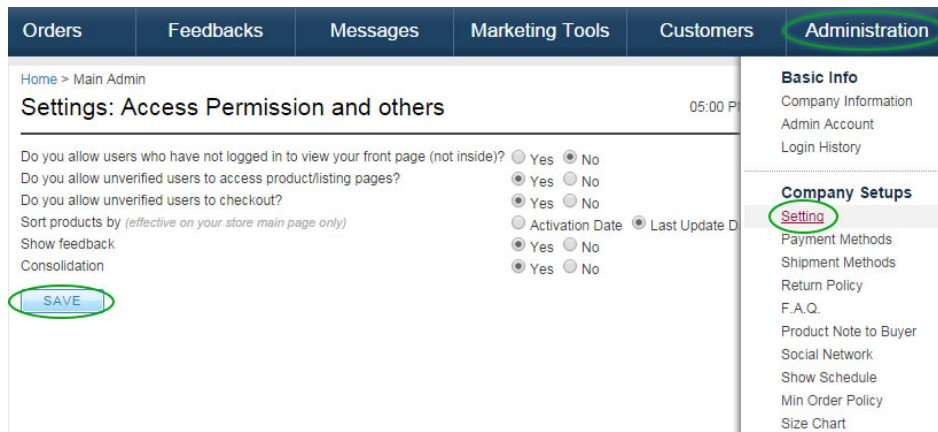 Orders Feedbacks Messages Marketing Tools Customers Administration
Home > Main Admin
Settings: Access Permission and others
05:00
Do you allow users who have not logged in to view your front page (not inside)? Yes No
Do you allow unverified users to access product/listing pages? Yes No
Do you allow unverified users to checkout? Yes No
Sort products by (effective on your store main page only) Activation Date Last Update D
Show feedback Yes No
Consolidation Yes No
SAVE
Basic Info
Company Information
Admin Account
Login History
Company Setups
Setting
Payment Methods
Shipment Methods
Return Policy
F.A.Q.
Product Note to Buyer
Social Network
Show Schedule
Min Order Policy
Size Chart